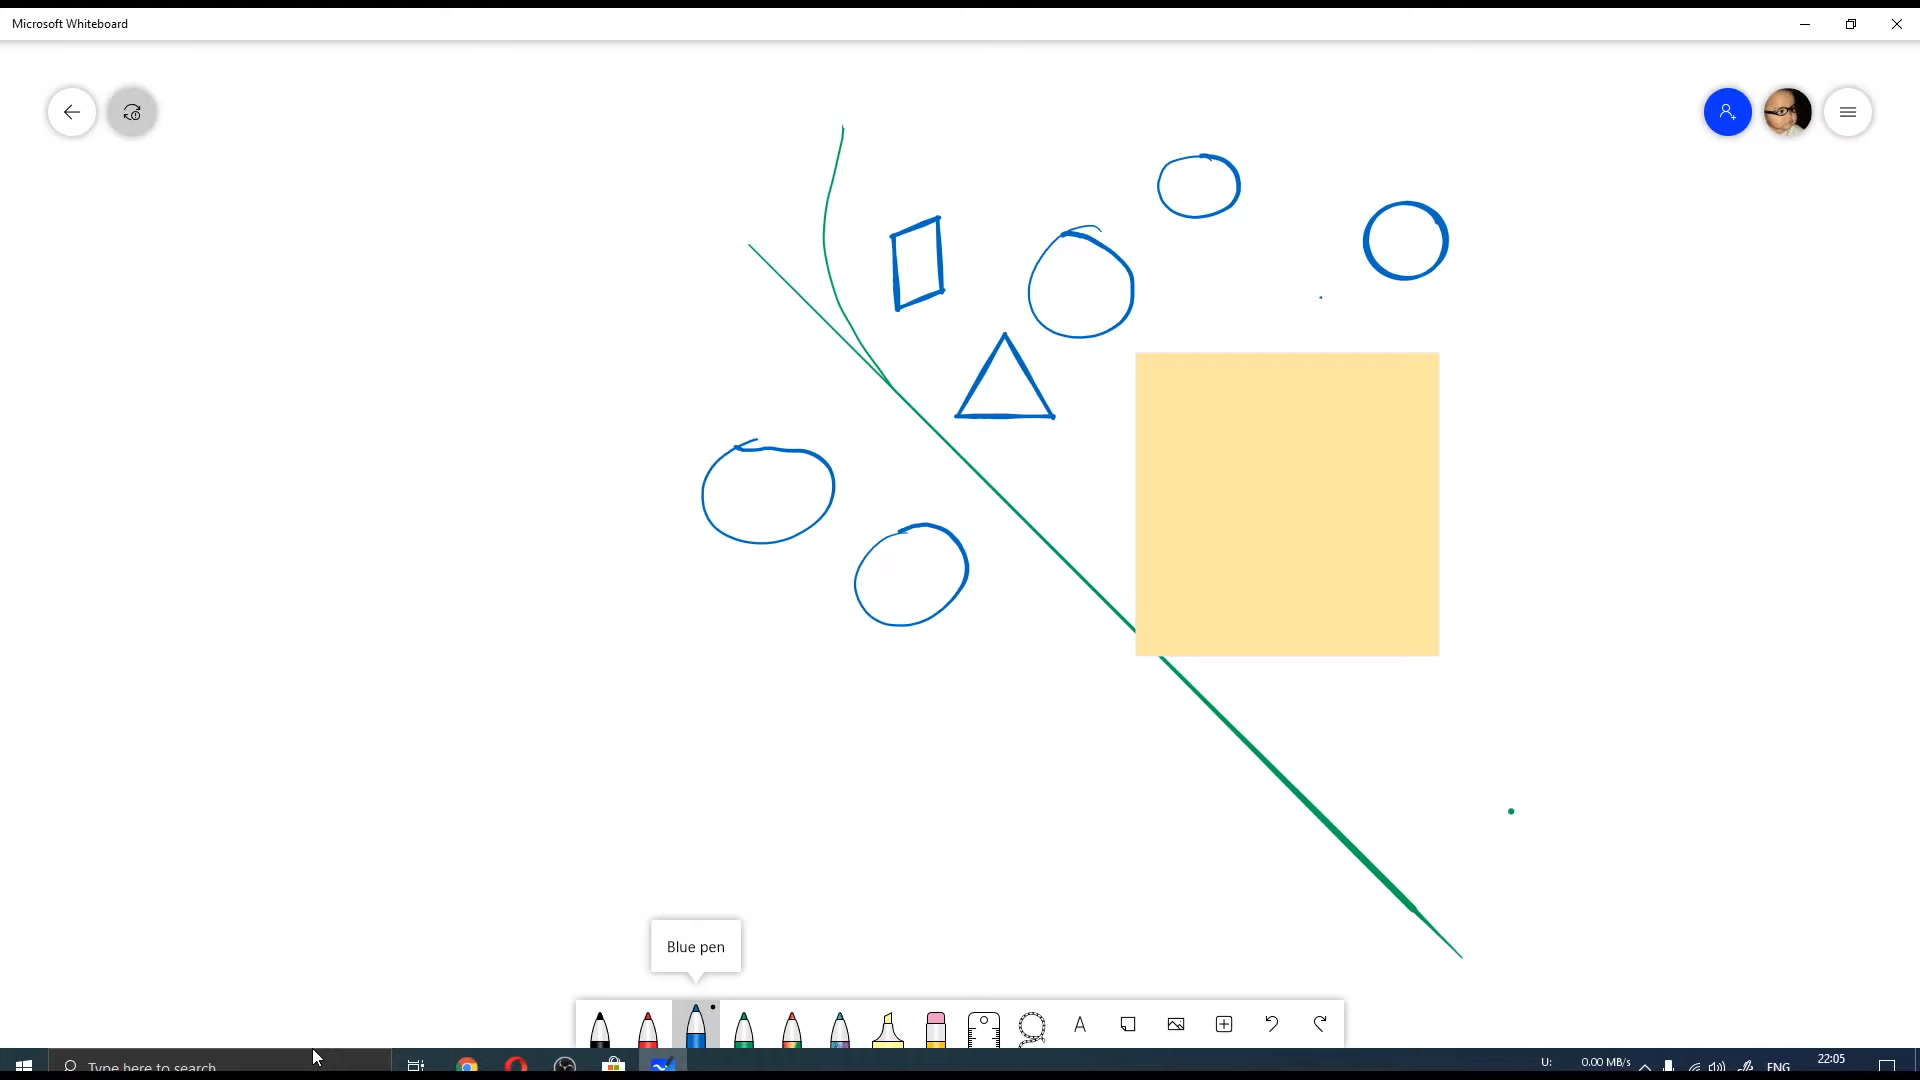 Microsoft Whiteboard
Blue pen
A
Type here to search
U:
0.00 MB/s
ENG
22:05